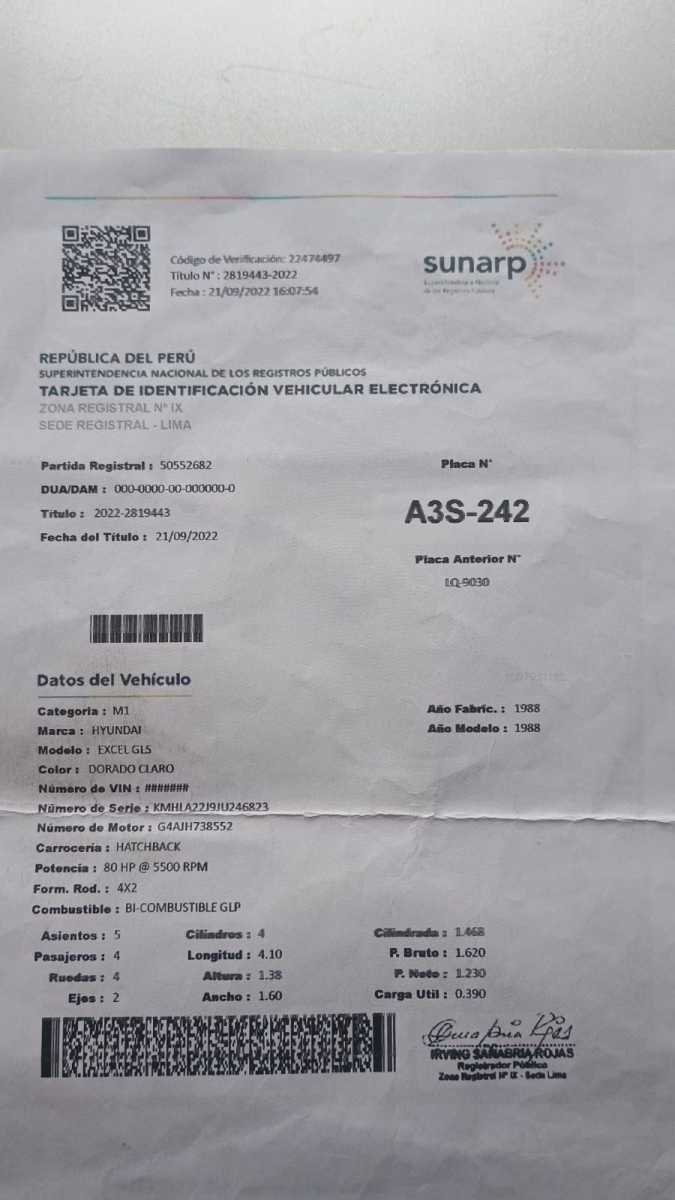 Código de Verificación: 22474497
Título N° : 2819443-2022
Fecha : 21/09/2022 16:07:54
sunarp
Superintendencia Nacional
de los Registros Públicos
REPÚBLICA DEL PERÚ
SUPERINTENDENCIA NACIONAL DE LOS REGISTROS PÚBLICOS
TARJETA DE IDENTIFICACIÓN VEHICULAR ELECTRÓNICA
ZONA REGISTRAL N° IX
SEDE REGISTRAL - LIMA
Partida Registral : 50552682
DUA/DAM : 000-0000-00-000000-0
Título : 2022-2819443
Fecha del Título : 21/09/2022
Placa N°
A3S-242
Placa Anterior N°
LQ-9030
Datos del Vehículo
Categoria : M1
Marca : HYUNDAI
Modelo : EXCEL GLS
Color : DORADO CLARO
Número de VIN : #######
Número de Serie : KMHLA22J9JU246823
Número de Motor : G4AJH738552
Carrocería : HATCHBACK
Potencia : 80 HP @ 5500 RPM
Form. Rod. : 4X2
Combustible : BI-COMBUSTIBLE GLP
Año Fabric. : 1988
Año Modelo : 1988
Asientos : 5 Cilindros : 4 Cilindrada : 1.468
Pasajeros : 4 Longitud : 4.10 P. Bruto : 1.620
Ruedas : 4 Altura : 1.38 P. Neto : 1.230
Ejes : 2 Ancho : 1.60 Carga Util : 0.390
IRVING SANABRIA ROJAS
Registrador Público
Zona Registral N° IX - Sede Lima